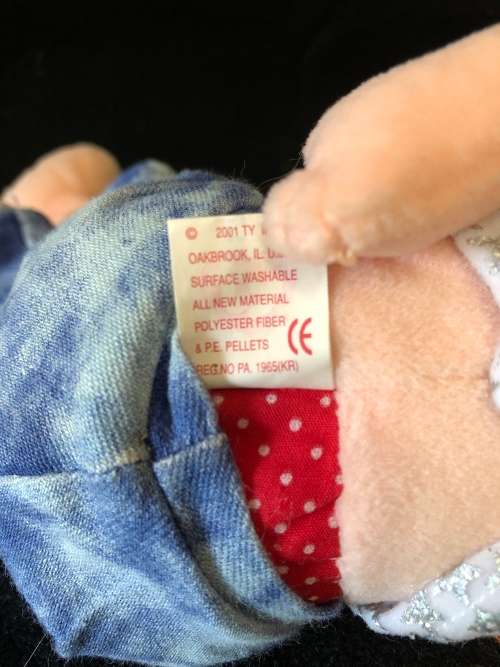 © 2001 TY
OAKBROOK, IL.
SURFACE WASHABLE
ALL NEW MATERIAL
POLYESTER FIBER
& P.E. PELLETS CE
REG.NO PA. 1965(KR)